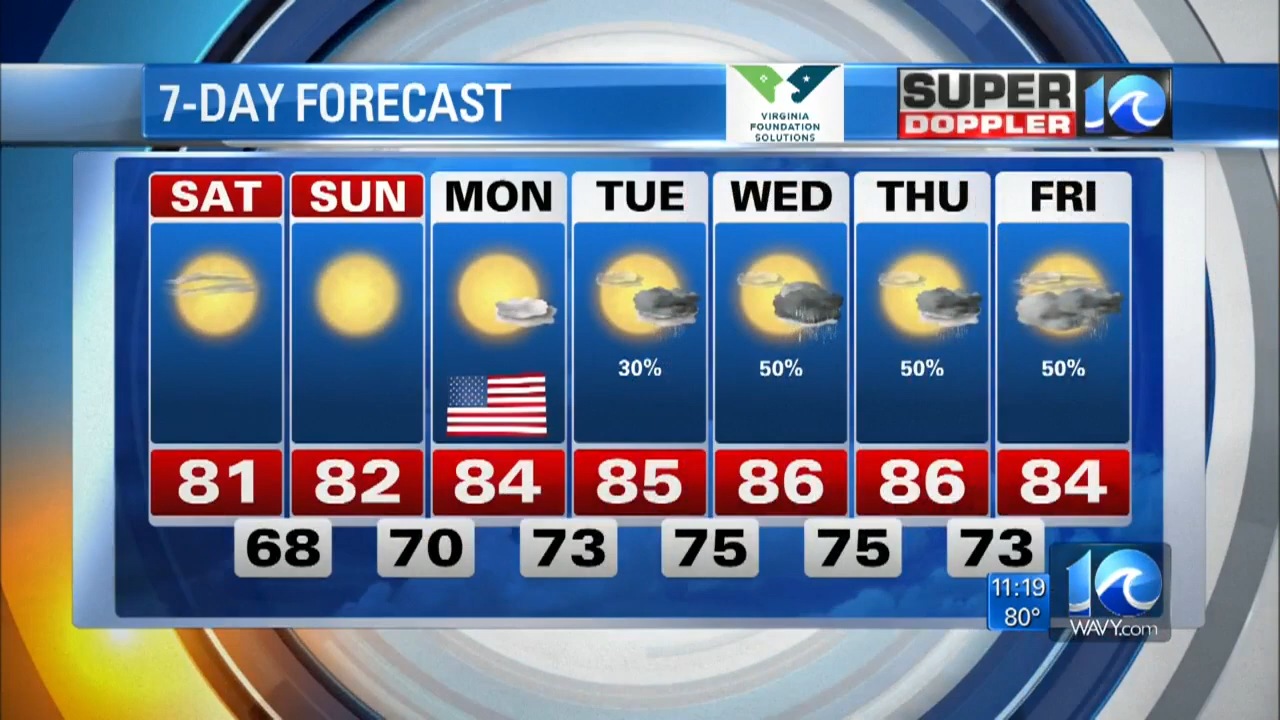 7-DAY FORECAST
VIRGINIA
FOUNDATION
SOLUTIONS
SUPER
DOPPLER
10
SAT SUN MON TUE WED THU FRI
30% 50% 50% 50%
81 82 84 85 86 86 84
68 70 73 75 75 73
11:19
80°
10
WAVY.com